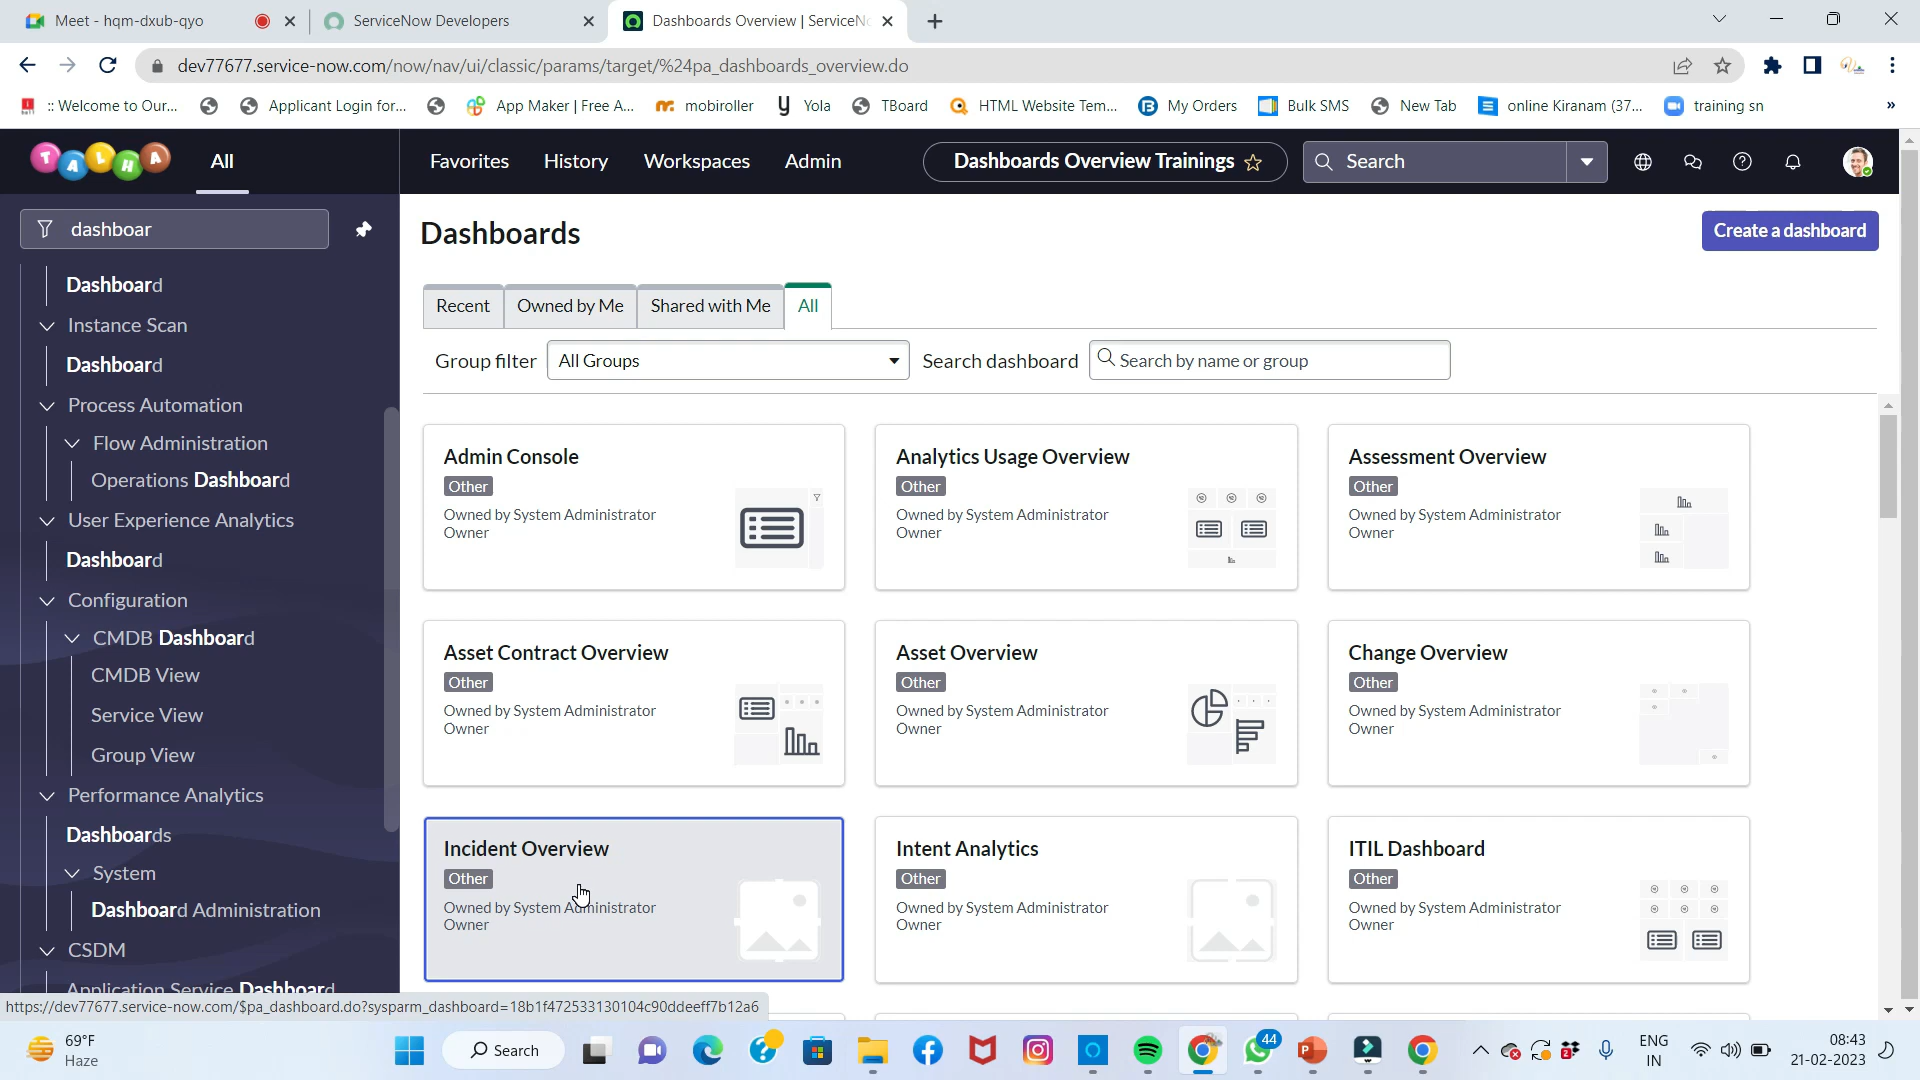 Meet - hqm-dxub-qyo
ServiceNow Developers
Dashboards Overview | ServiceN
dev77677.service-now.com/now/nav/ui/classic/params/target/%24pa_dashboards_overview.do
:: Welcome to Our...
Applicant Login for...
App Maker | Free A...
mobiroller
Yola
TBoard
HTML Website Tem...
My Orders
Bulk SMS
New Tab
online Kiranam (37...
training sn
»
TALHA
All
Favorites
History
Workspaces
Admin
Dashboards Overview Trainings
Search
dashboar
Dashboard
Instance Scan
Dashboard
Process Automation
Flow Administration
Operations Dashboard
User Experience Analytics
Dashboard
Configuration
CMDB Dashboard
CMDB View
Service View
Group View
Performance Analytics
Dashboards
System
Dashboard Administration
CSDM
Application Service Dashboard
Dashboards
Create a dashboard
Recent
Owned by Me
Shared with Me
All
Group filter
All Groups
Search dashboard
Search by name or group
Admin Console
Other
Owned by System Administrator
Owner
Analytics Usage Overview
Other
Owned by System Administrator
Owner
Assessment Overview
Other
Owned by System Administrator
Owner
Asset Contract Overview
Other
Owned by System Administrator
Owner
Asset Overview
Other
Owned by System Administrator
Owner
Change Overview
Other
Owned by System Administrator
Owner
Incident Overview
Other
Owned by System Administrator
Owner
Intent Analytics
Other
Owned by System Administrator
Owner
ITIL Dashboard
Other
Owned by System Administrator
Owner
https://dev77677.service-now.com/$pa_dashboard.do?sysparm_dashboard=18b1f472533130104c90ddeeff7b12a6
69°F
Haze
Search
44
ENG
IN
08:43
21-02-2023